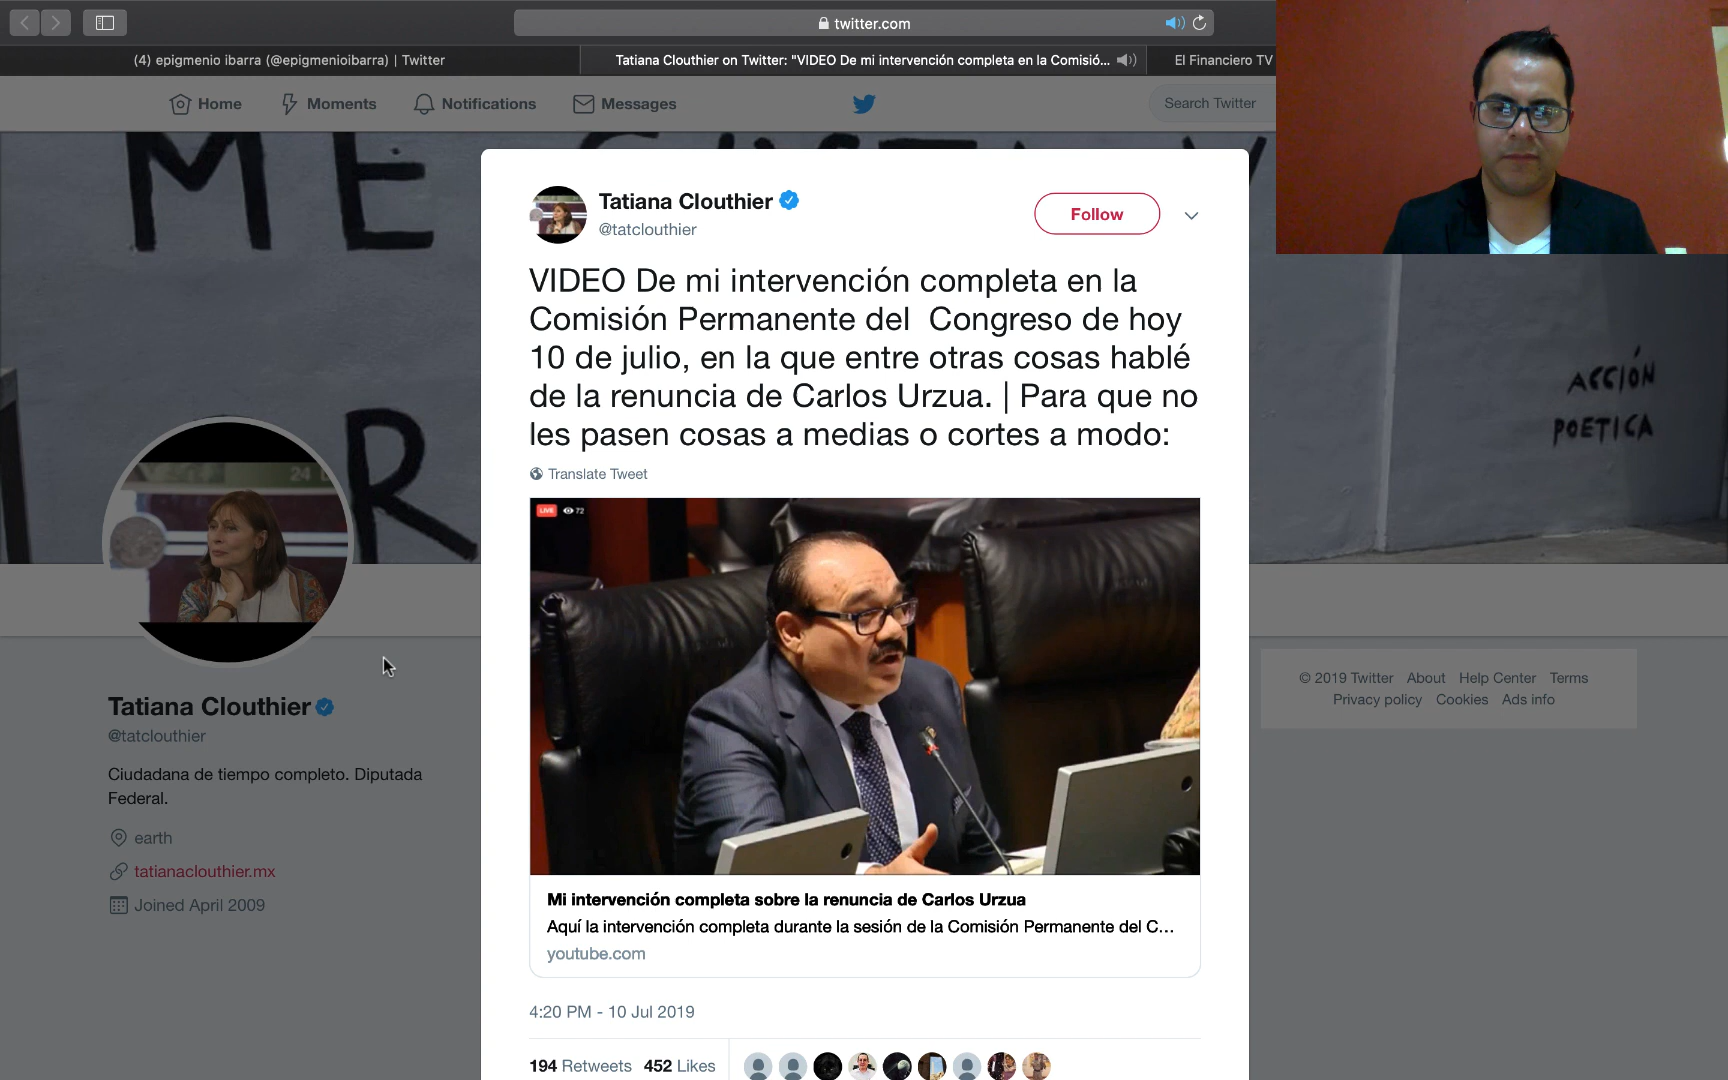 twitter.com
(4) epigmenio ibarra (@epigmenioibarra) | Twitter
Tatiana Clouthier on Twitter: "VIDEO De mi intervención completa en la Comisió...
El Financiero TV
Home
Moments
Notifications
Messages
Search Twitter
ME
R
ACCIÓN
POETICA
Tatiana Clouthier
@tatclouthier
Follow
VIDEO De mi intervención completa en la
Comisión Permanente del  Congreso de hoy
10 de julio, en la que entre otras cosas hablé
de la renuncia de Carlos Urzua. | Para que no
les pasen cosas a medias o cortes a modo:
Translate Tweet
LIVE 72
Mi intervención completa sobre la renuncia de Carlos Urzua
Aquí la intervención completa durante la sesión de la Comisión Permanente del C...
youtube.com
4:20 PM - 10 Jul 2019
194 Retweets 452 Likes
24
Tatiana Clouthier
@tatclouthier
Ciudadana de tiempo completo. Diputada
Federal.
earth
tatianaclouthier.mx
Joined April 2009
© 2019 Twitter About Help Center Terms
Privacy policy Cookies Ads info